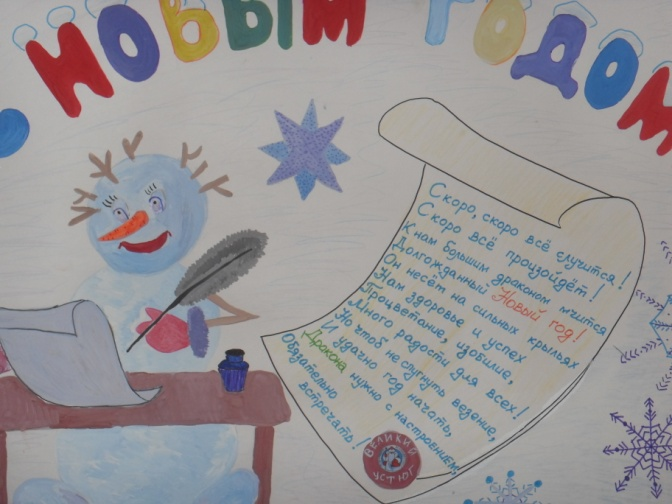 НОВЫМ ГОДОМ
Скоро, скоро всё случится!
Скоро всё произойдёт!
К нам большим драконом мчится
Долгожданный Новый год!
Он несёт на сильных крыльях
Нам здоровье и успех
Процветание, изобилие,
Много радости для всех!
Но чтоб не спугнуть везение,
И удачно год начать,
Дракона нужно с настроением,
Обязательно
встречать!
ВЕЛИКИЙ
УСТЮГ